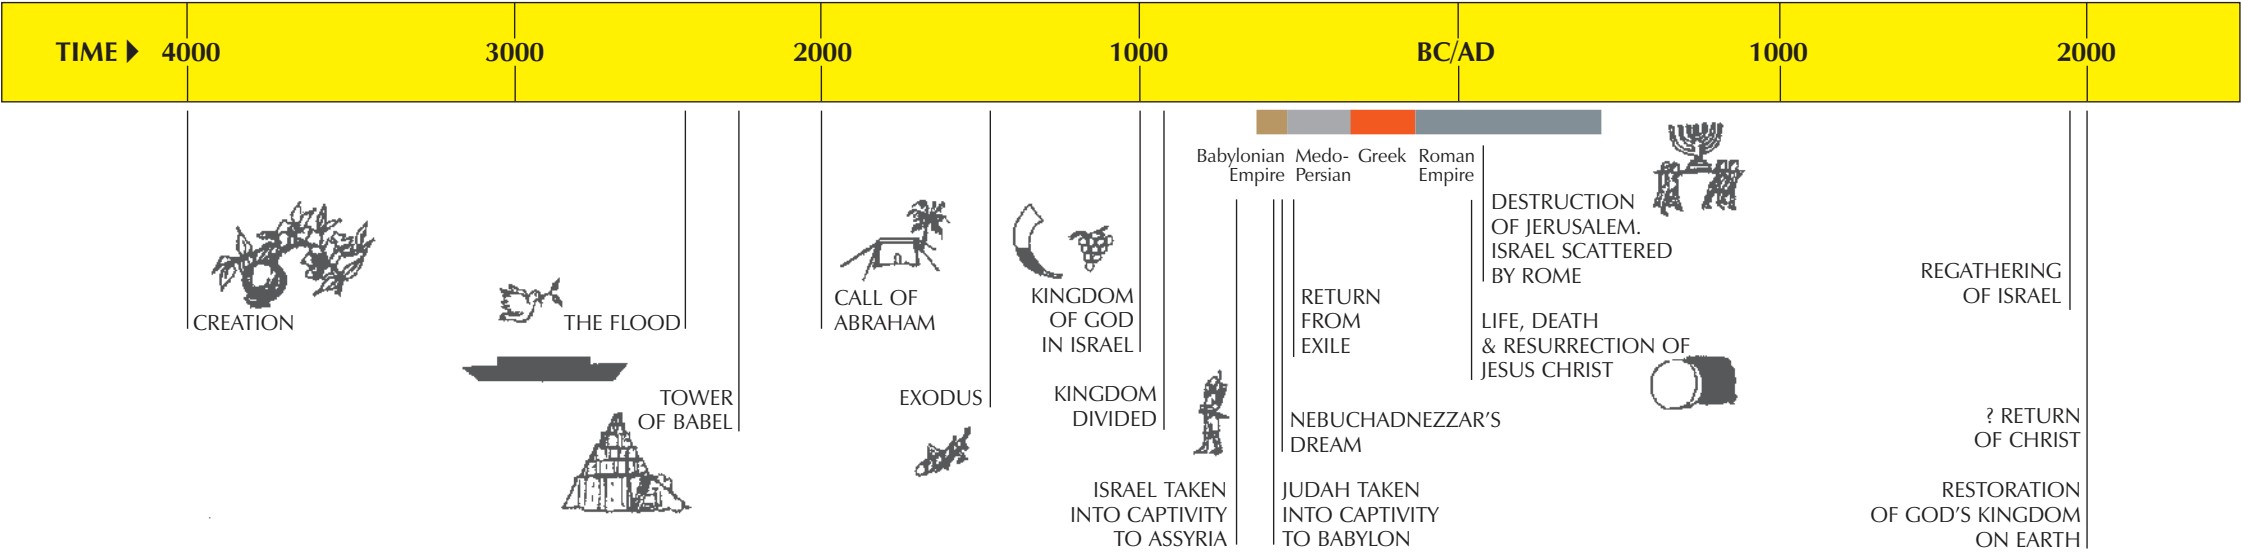 TIME 4000 3000 2000 1000 BC/AD 1000 2000
Babylonian
Empire
Medo-
Persian
Greek
Roman
Empire
CREATION
THE FLOOD
TOWER
OF BABEL
CALL OF
ABRAHAM
EXODUS
KINGDOM
OF GOD
IN ISRAEL
KINGDOM
DIVIDED
ISRAEL TAKEN
INTO CAPTIVITY
TO ASSYRIA
JUDAH TAKEN
INTO CAPTIVITY
TO BABYLON
NEBUCHADNEZZAR'S
DREAM
RETURN
FROM
EXILE
LIFE, DEATH
& RESURRECTION OF
JESUS CHRIST
DESTRUCTION
OF JERUSALEM.
ISRAEL SCATTERED
BY ROME
REGATHERING
OF ISRAEL
? RETURN
OF CHRIST
RESTORATION
OF GOD'S KINGDOM
ON EARTH